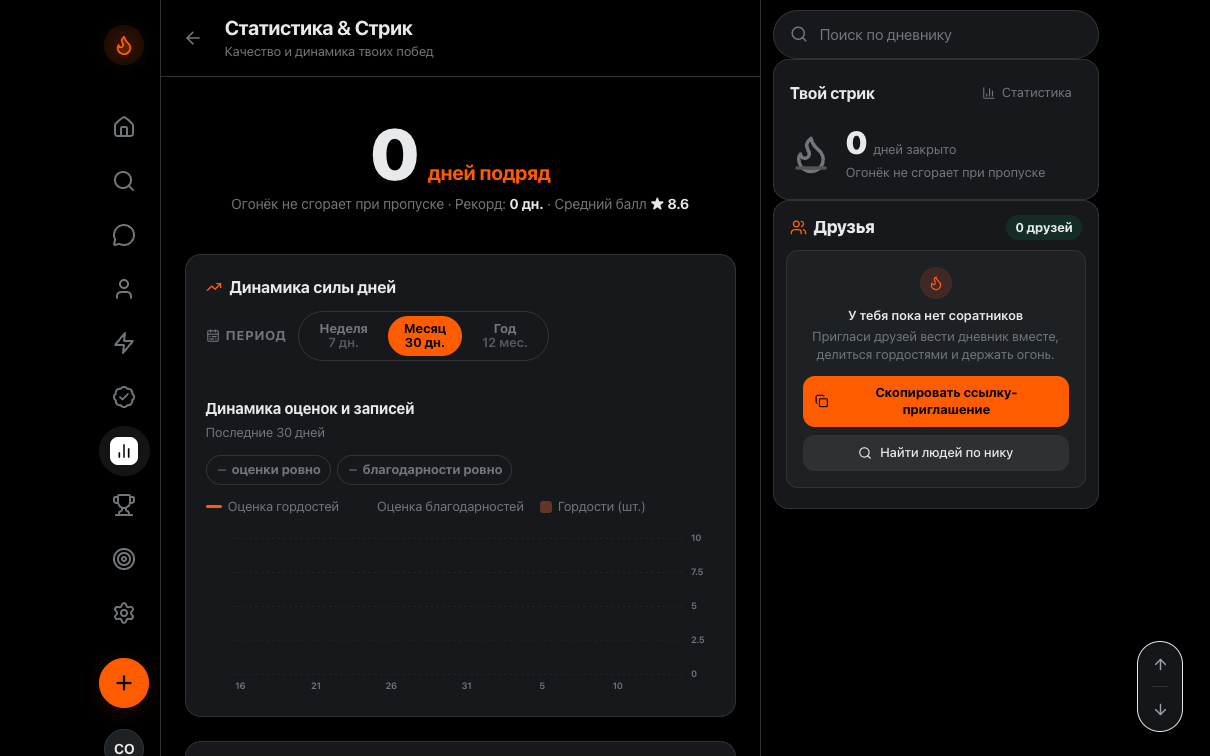 Статистика & Стрик
Качество и динамика твоих побед
0 дней подряд
Огонёк не сгорает при пропуске · Рекорд: 0 дн. · Средний балл ★ 8.6
Динамика силы дней
ПЕРИОД
Неделя
7 дн.
Месяц
30 дн.
Год
12 мес.
Динамика оценок и записей
Последние 30 дней
— оценки ровно
— благодарности ровно
Оценка гордостей
Оценка благодарностей
Гордости (шт.)
10
7.5
5
2.5
0
16 21 26 31 5 10
CO
Поиск по дневнику
Твой стрик
Статистика
0 дней закрыто
Огонёк не сгорает при пропуске
Друзья
0 друзей
У тебя пока нет соратников
Пригласи друзей вести дневник вместе,
делиться гордостями и держать огонь.
Скопировать ссылку-
приглашение
Найти людей по нику